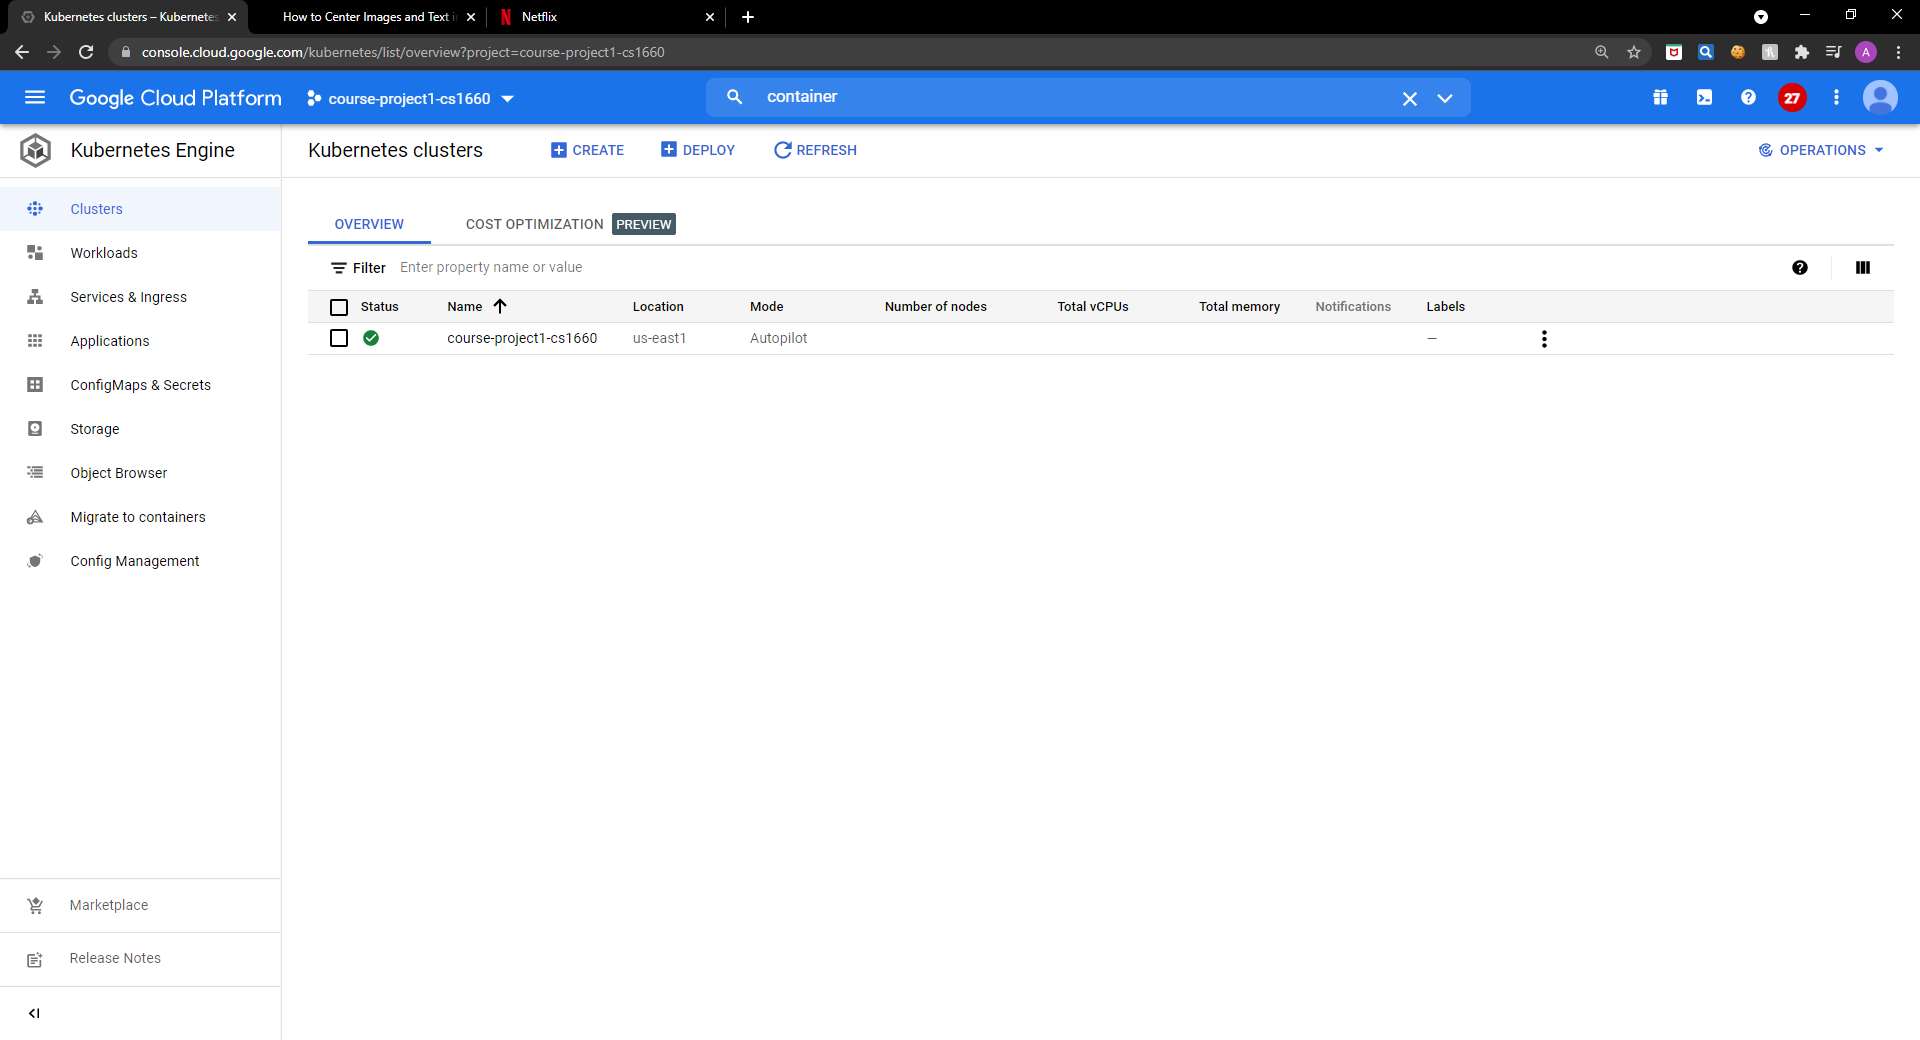 Kubernetes clusters – Kubernetes
How to Center Images and Text i
Netflix
console.cloud.google.com/kubernetes/list/overview?project=course-project1-cs1660
A
Google Cloud Platform
course-project1-cs1660
container
27
Kubernetes Engine
Kubernetes clusters
CREATE
DEPLOY
REFRESH
OPERATIONS
Clusters
Workloads
Services & Ingress
Applications
ConfigMaps & Secrets
Storage
Object Browser
Migrate to containers
Config Management
Marketplace
Release Notes
OVERVIEW
COST OPTIMIZATION PREVIEW
Filter Enter property name or value
Status Name Location Mode Number of nodes Total vCPUs Total memory Notifications Labels
course-project1-cs1660 us-east1 Autopilot —